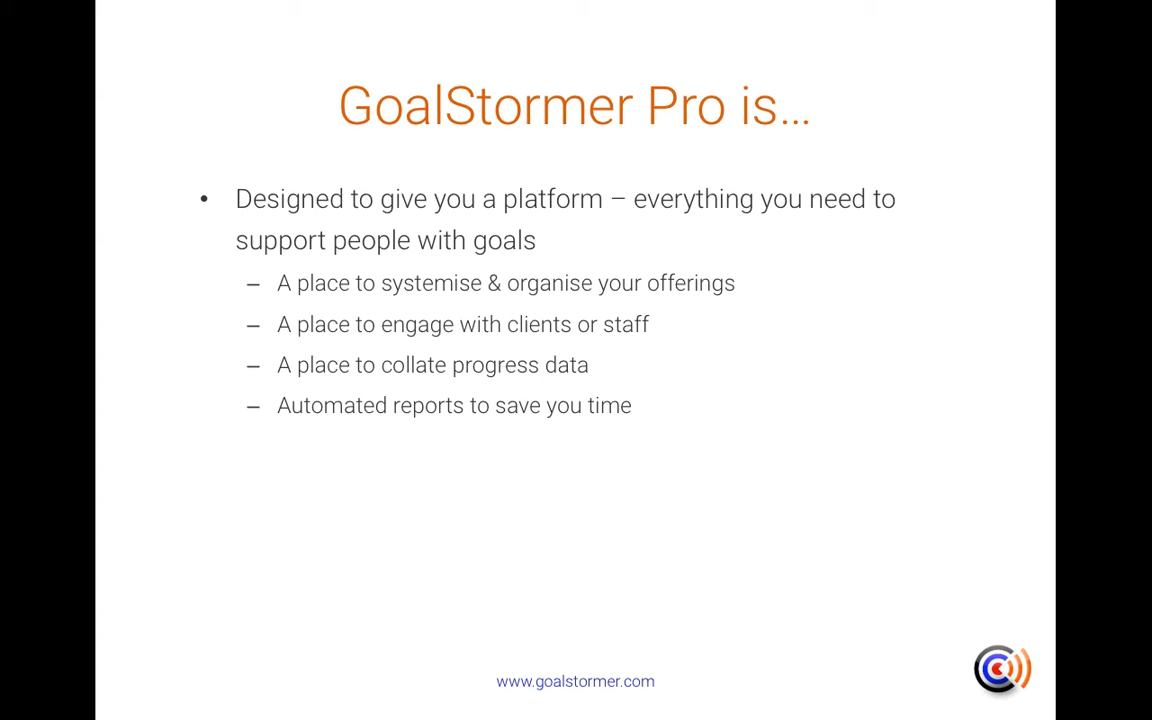 GoalStormer Pro is...
• Designed to give you a platform – everything you need to
support people with goals
– A place to systemise & organise your offerings
– A place to engage with clients or staff
– A place to collate progress data
– Automated reports to save you time
www.goalstormer.com